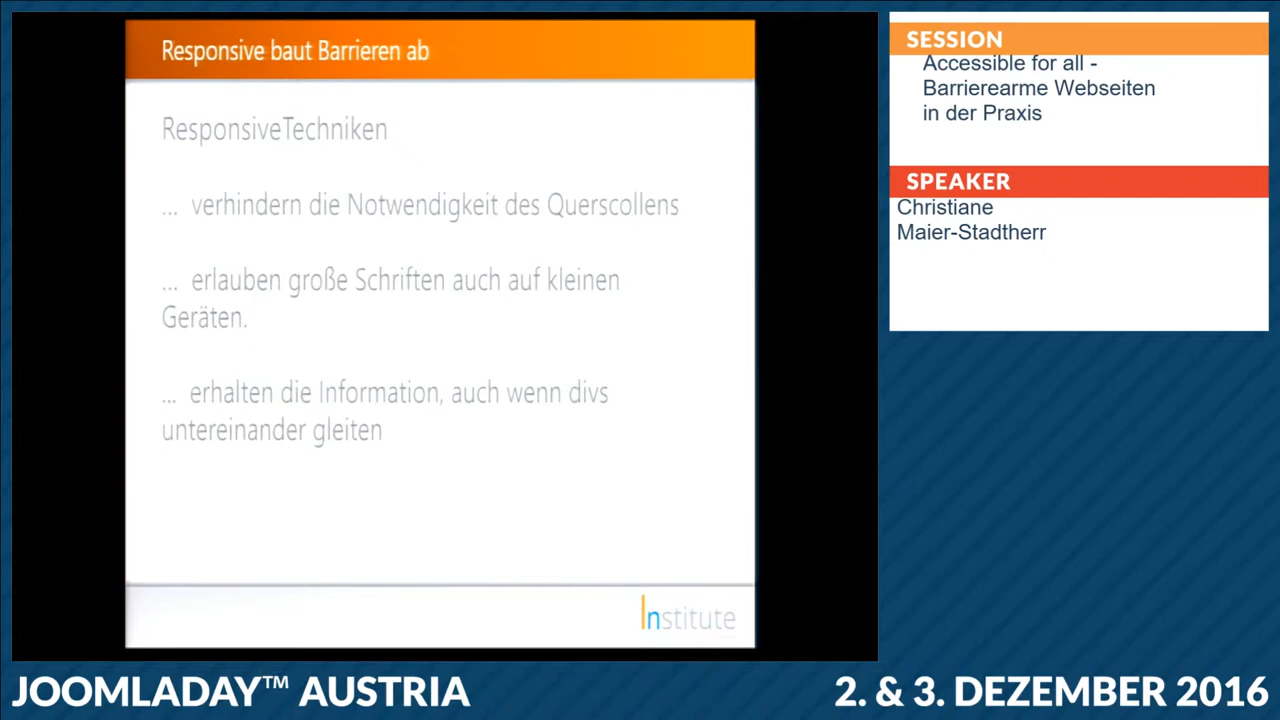 Responsive baut Barrieren ab
ResponsiveTechniken
... verhindern die Notwendigkeit des Querscollens
... erlauben große Schriften auch auf kleinen
Geräten.
... erhalten die Information, auch wenn divs
untereinander gleiten
Institute
SESSION
Accessible for all -
Barrierearme Webseiten
in der Praxis
SPEAKER
Christiane
Maier-Stadtherr
JOOMLADAY™ AUSTRIA
2. & 3. DEZEMBER 2016